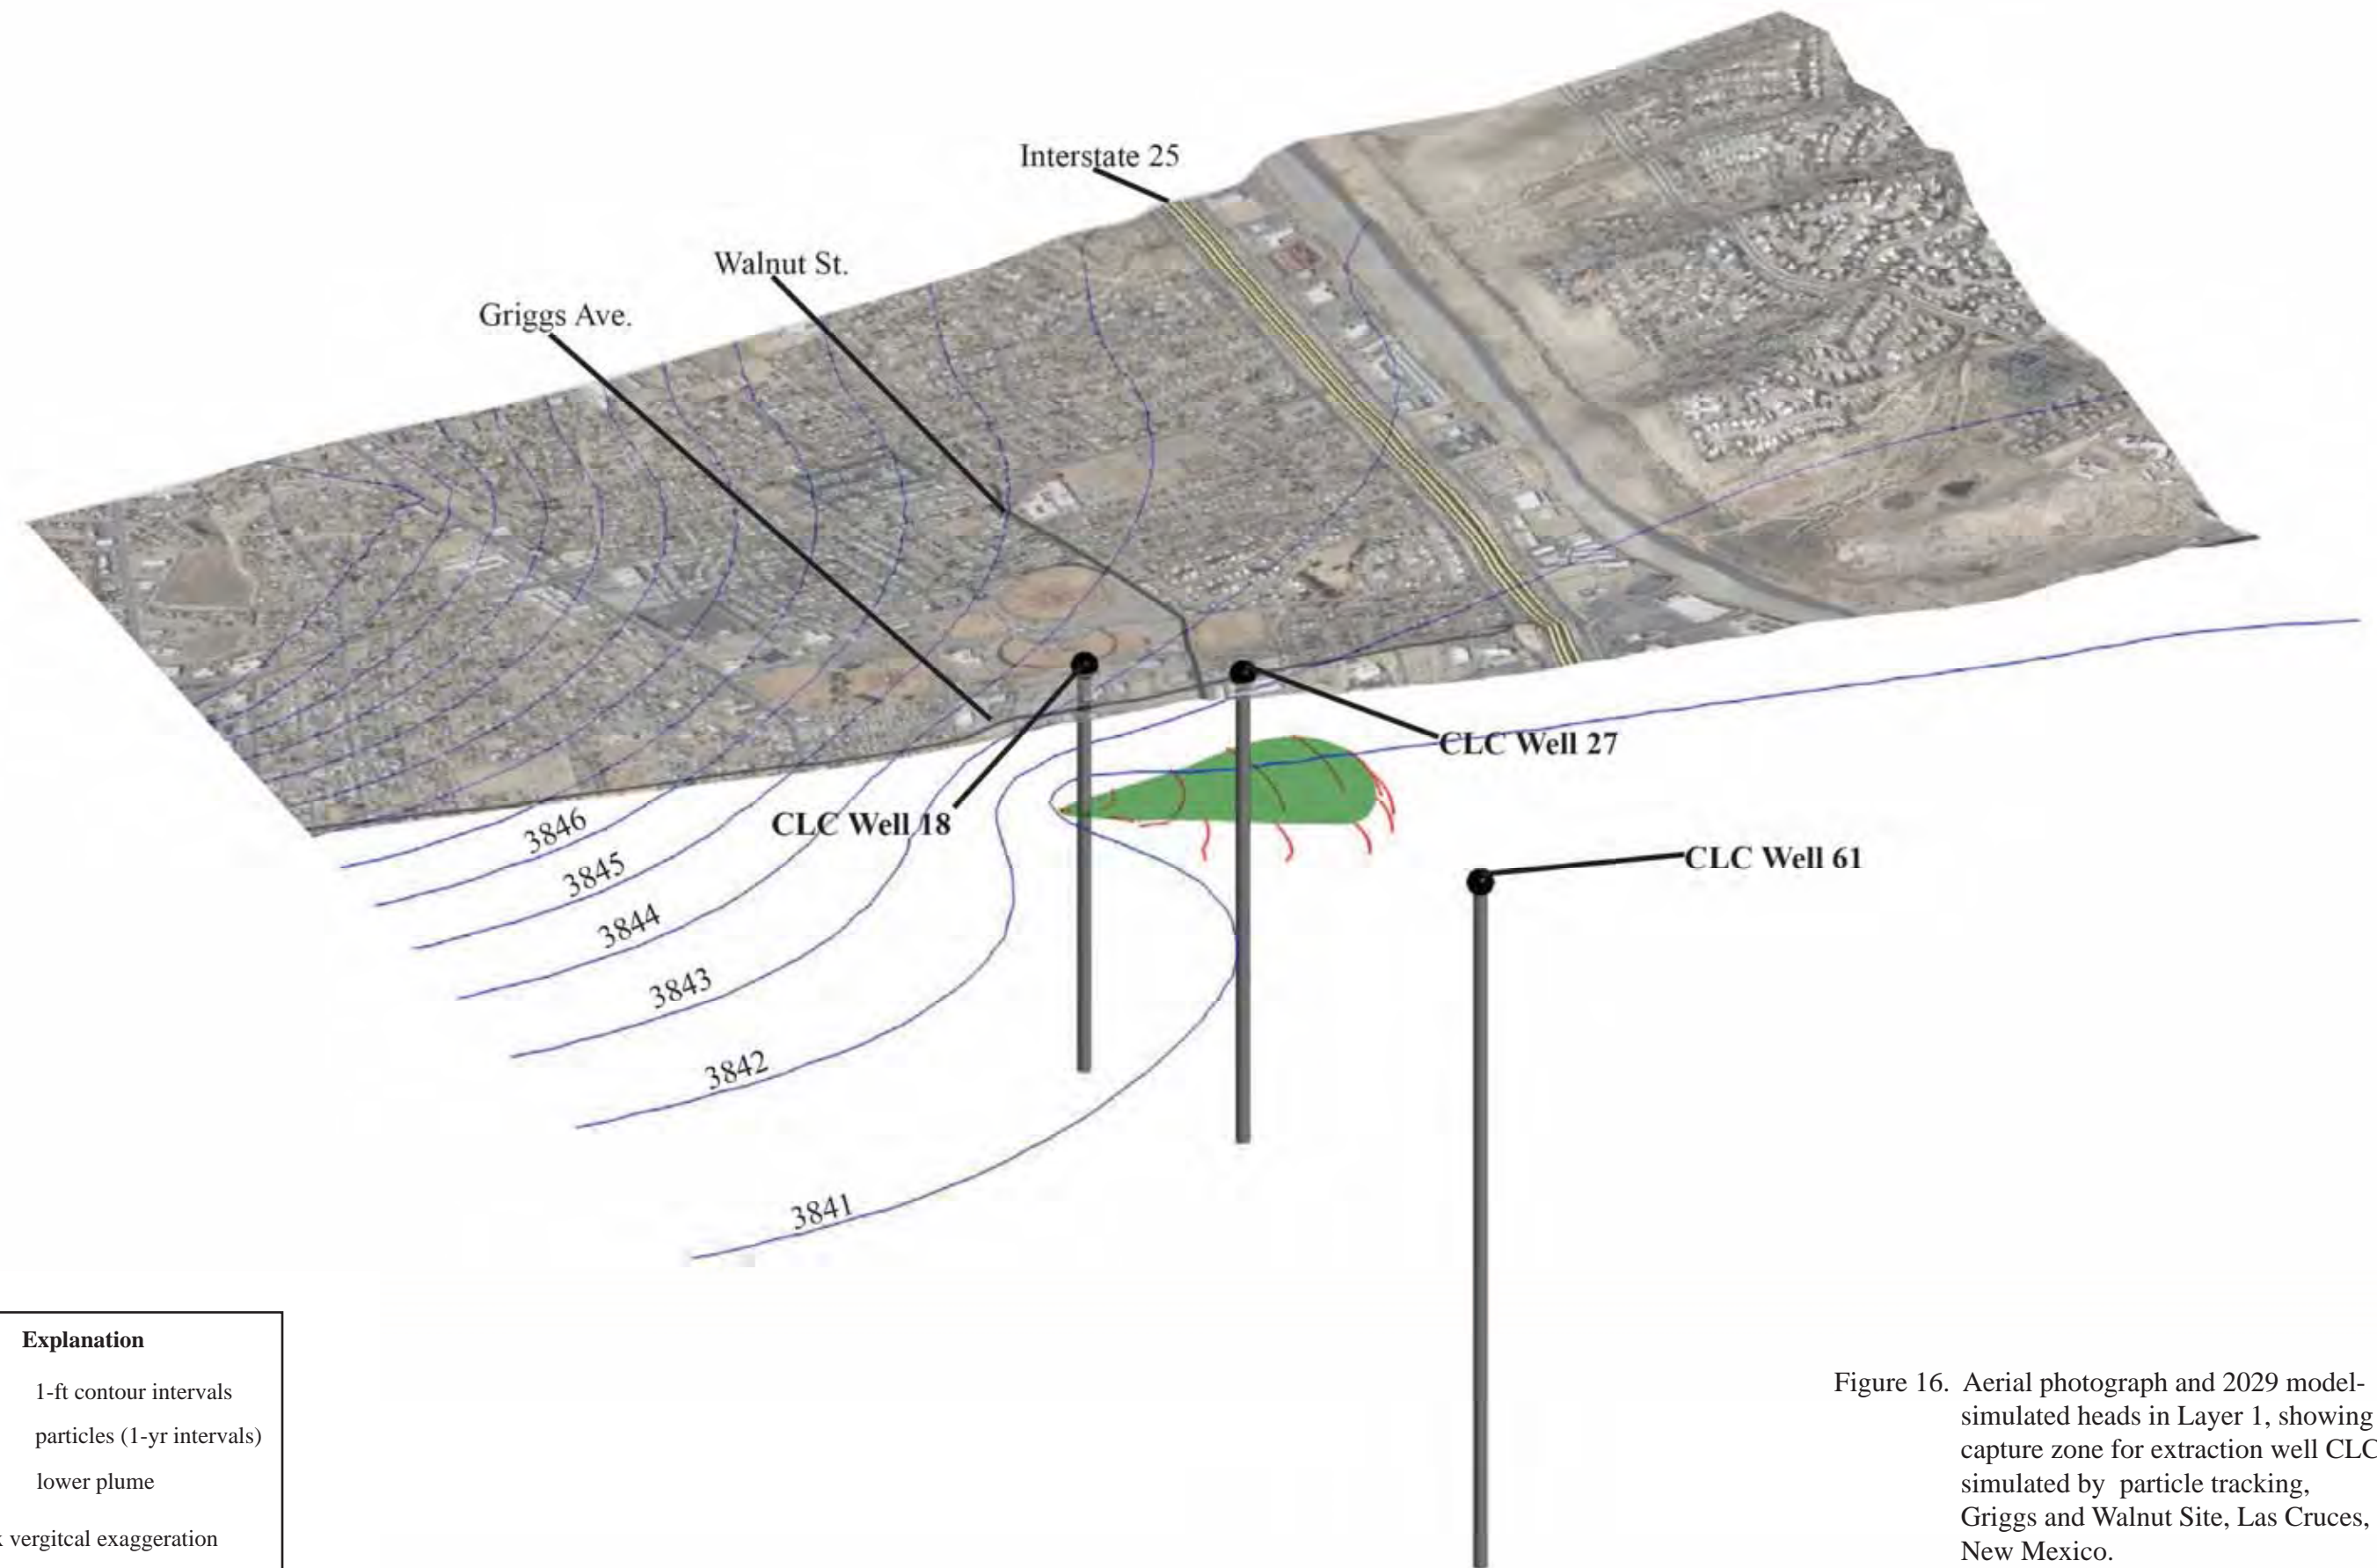 Interstate 25
Walnut St.
Griggs Ave.
CLC Well 27
CLC Well 18
CLC Well 61
3846
3845
3844
3843
3842
3841
Explanation
1-ft contour intervals
particles (1-yr intervals)
lower plume
x vergitcal exaggeration
Figure 16. Aerial photograph and 2029 model-
simulated heads in Layer 1, showing
capture zone for extraction well CLC
simulated by particle tracking,
Griggs and Walnut Site, Las Cruces,
New Mexico.